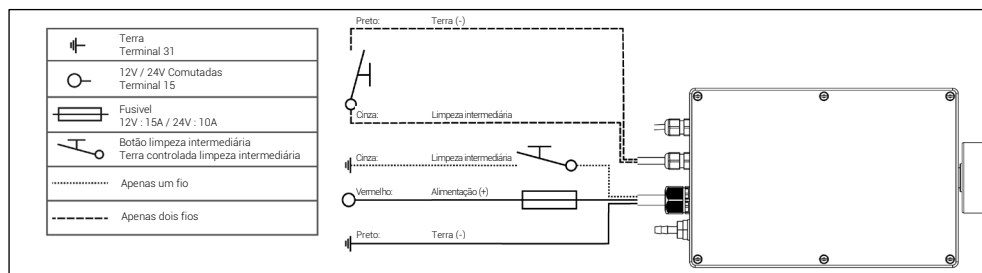 Terra
Terminal 31
12V / 24V Comutadas
Terminal 15
Fusivel
12V : 15A / 24V : 10A
Botão limpeza intermediária
Terra controlada limpeza intermediária
Apenas um fio
Apenas dois fios
Preto: Terra (-)
Cinza: Limpeza intermediária
Cinza: Limpeza intermediária
Vermelho: Alimentação (+)
Preto: Terra (-)